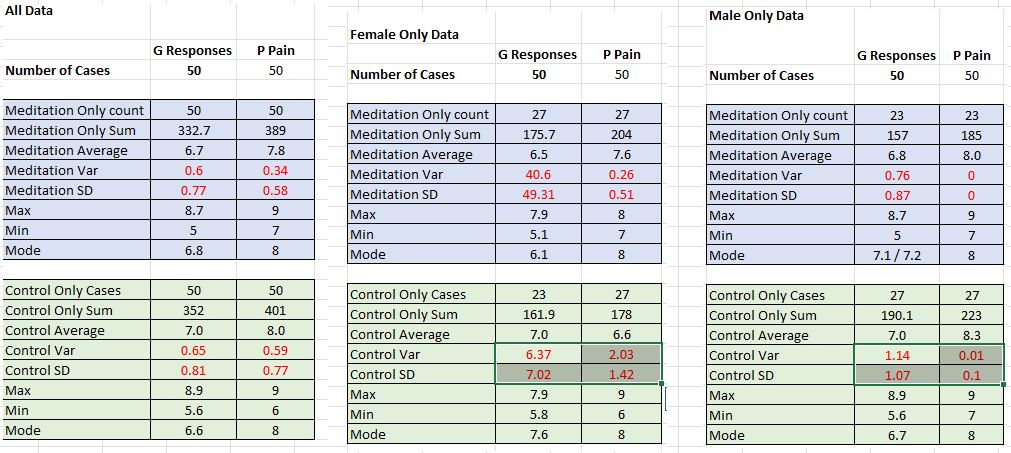 All Data
G Responses P Pain
Number of Cases 50 50
Meditation Only count 50 50
Meditation Only Sum 332.7 389
Meditation Average 6.7 7.8
Meditation Var 0.6 0.34
Meditation SD 0.77 0.58
Max 8.7 9
Min 5 7
Mode 6.8 8
Control Only Cases 50 50
Control Only Sum 352 401
Control Average 7.0 8.0
Control Var 0.65 0.59
Control SD 0.81 0.77
Max 8.9 9
Min 5.6 6
Mode 6.6 8
Female Only Data
G Responses P Pain
Number of Cases 50 50
Meditation Only count 27 27
Meditation Only Sum 175.7 204
Meditation Average 6.5 7.6
Meditation Var 40.6 0.26
Meditation SD 49.31 0.51
Max 7.9 8
Min 5.1 7
Mode 6.1 8
Control Only Cases 23 27
Control Only Sum 161.9 178
Control Average 7.0 6.6
Control Var 6.37 2.03
Control SD 7.02 1.42
Max 7.9 9
Min 5.8 6
Mode 7.6 8
Male Only Data
G Responses P Pain
Number of Cases 50 50
Meditation Only count 23 23
Meditation Only Sum 157 185
Meditation Average 6.8 8.0
Meditation Var 0.76 0
Meditation SD 0.87 0
Max 8.7 9
Min 5 7
Mode 7.1 / 7.2 8
Control Only Cases 27 27
Control Only Sum 190.1 223
Control Average 7.0 8.3
Control Var 1.14 0.01
Control SD 1.07 0.1
Max 8.9 9
Min 5.6 7
Mode 6.7 8